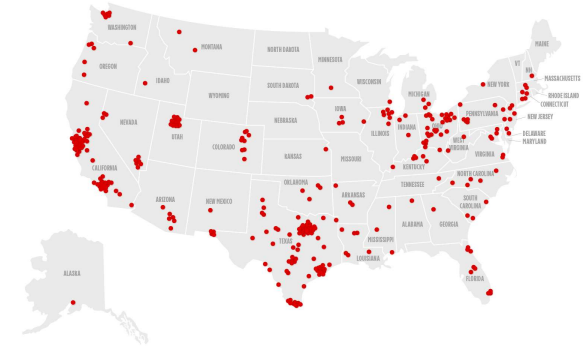 WASHINGTON
MAINE
MONTANA
NORTH DAKOTA
MINNESOTA
OREGON
VT
NH
IDAHO
MASSACHUSETTS
SOUTH DAKOTA
WISCONSIN
NEW YORK
WYOMING
MICHIGAN
RHODE ISLAND
CONNECTICUT
IOWA
NEVADA
NEBRASKA
PENNSYLVANIA
NEW JERSEY
UTAH
ILLINOIS
INDIANA
DELAWARE
MARYLAND
COLORADO
WEST
VIRGINIA
KANSAS
MISSOURI
VIRGINIA
CALIFORNIA
KENTUCKY
NORTH CAROLINA
OKLAHOMA
TENNESSEE
ARKANSAS
ARIZONA
NEW MEXICO
SOUTH
CAROLINA
ALABAMA
GEORGIA
MISSISSIPPI
TEXAS
LOUISIANA
ALASKA
FLORIDA